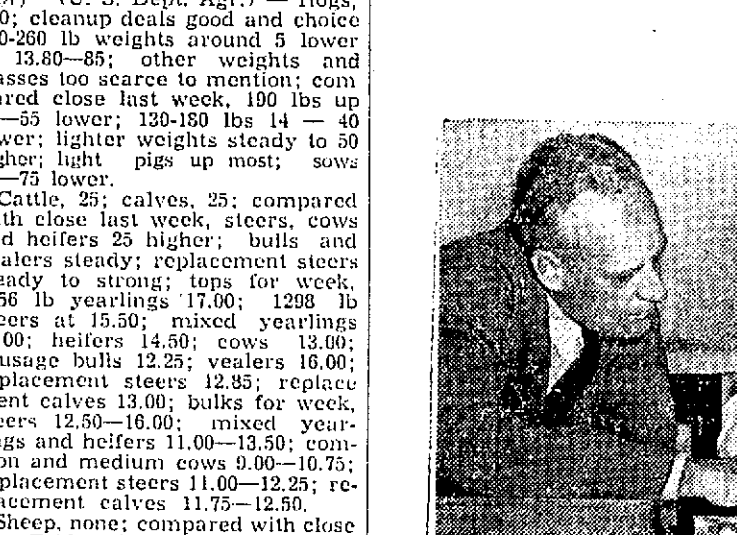 (U. S. Dept. Agr.) — Hogs,
0; cleanup deals good and choice
0-260 lb weights around 5 lower
13.80—85; other weights and
asses too scarce to mention; com
ared close last week, 190 lbs up
—55 lower; 130-180 lbs 14 — 40
wer; lighter weights steady to 50
gher; light pigs up most; sows
—75 lower.
Cattle, 25; calves, 25; compared
th close last week, steers, cows
d heifers 25 higher; bulls and
alers steady; replacement steers
eady to strong; tops for week,
56 lb yearlings 17.00; 1298 lb
eers at 15.50; mixed yearlings
00; heifers 14.50; cows 13.00;
usage bulls 12.25; vealers 16.00;
placement steers 12.85; replace
ent calves 13.00; bulks for week,
eers 12.50—16.00; mixed year-
gs and heifers 11.00—13.50; com-
on and medium cows 9.00—10.75;
placement steers 11.00—12.25; re-
acement calves 11.75—12.50.
Sheep, none; compared with close